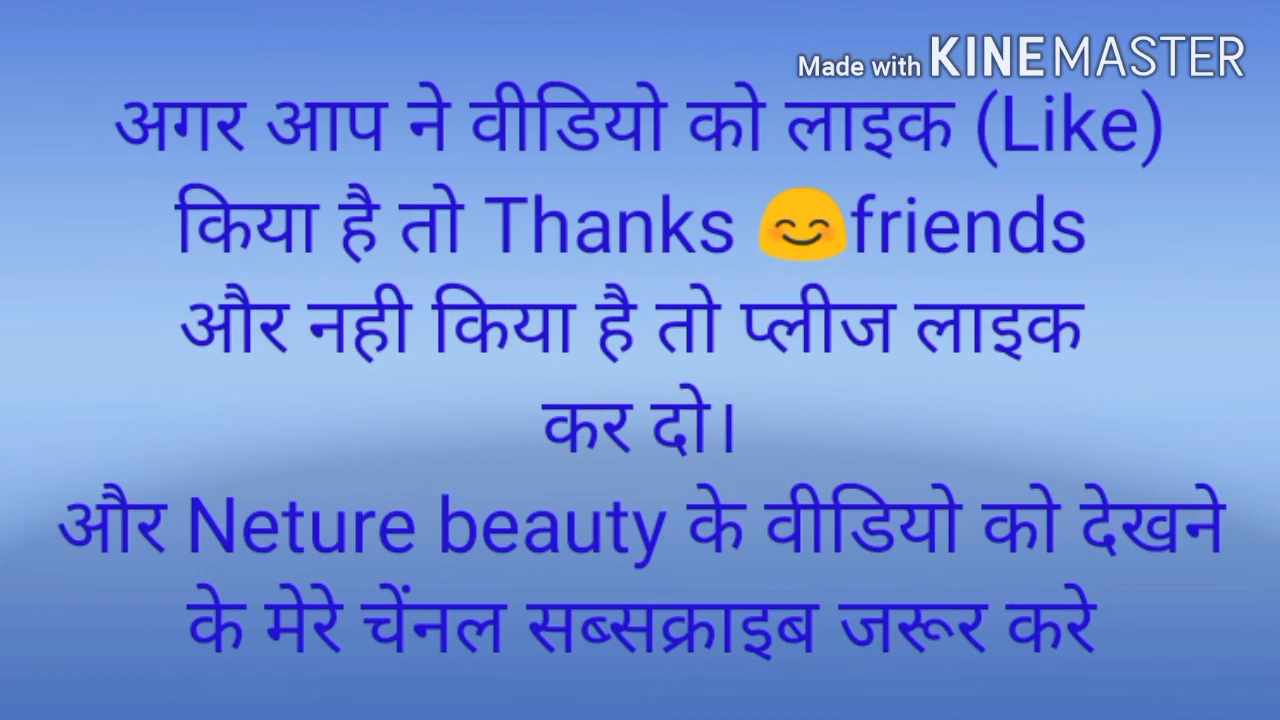 Made with KINEMASTER
अगर आप ने वीडियो को लाइक (Like)
किया है तो Thanks 😊friends
और नही किया है तो प्लीज लाइक
कर दो।
और Neture beauty के वीडियो को देखने
के मेरे चेंनल सब्सक्राइब जरूर करे